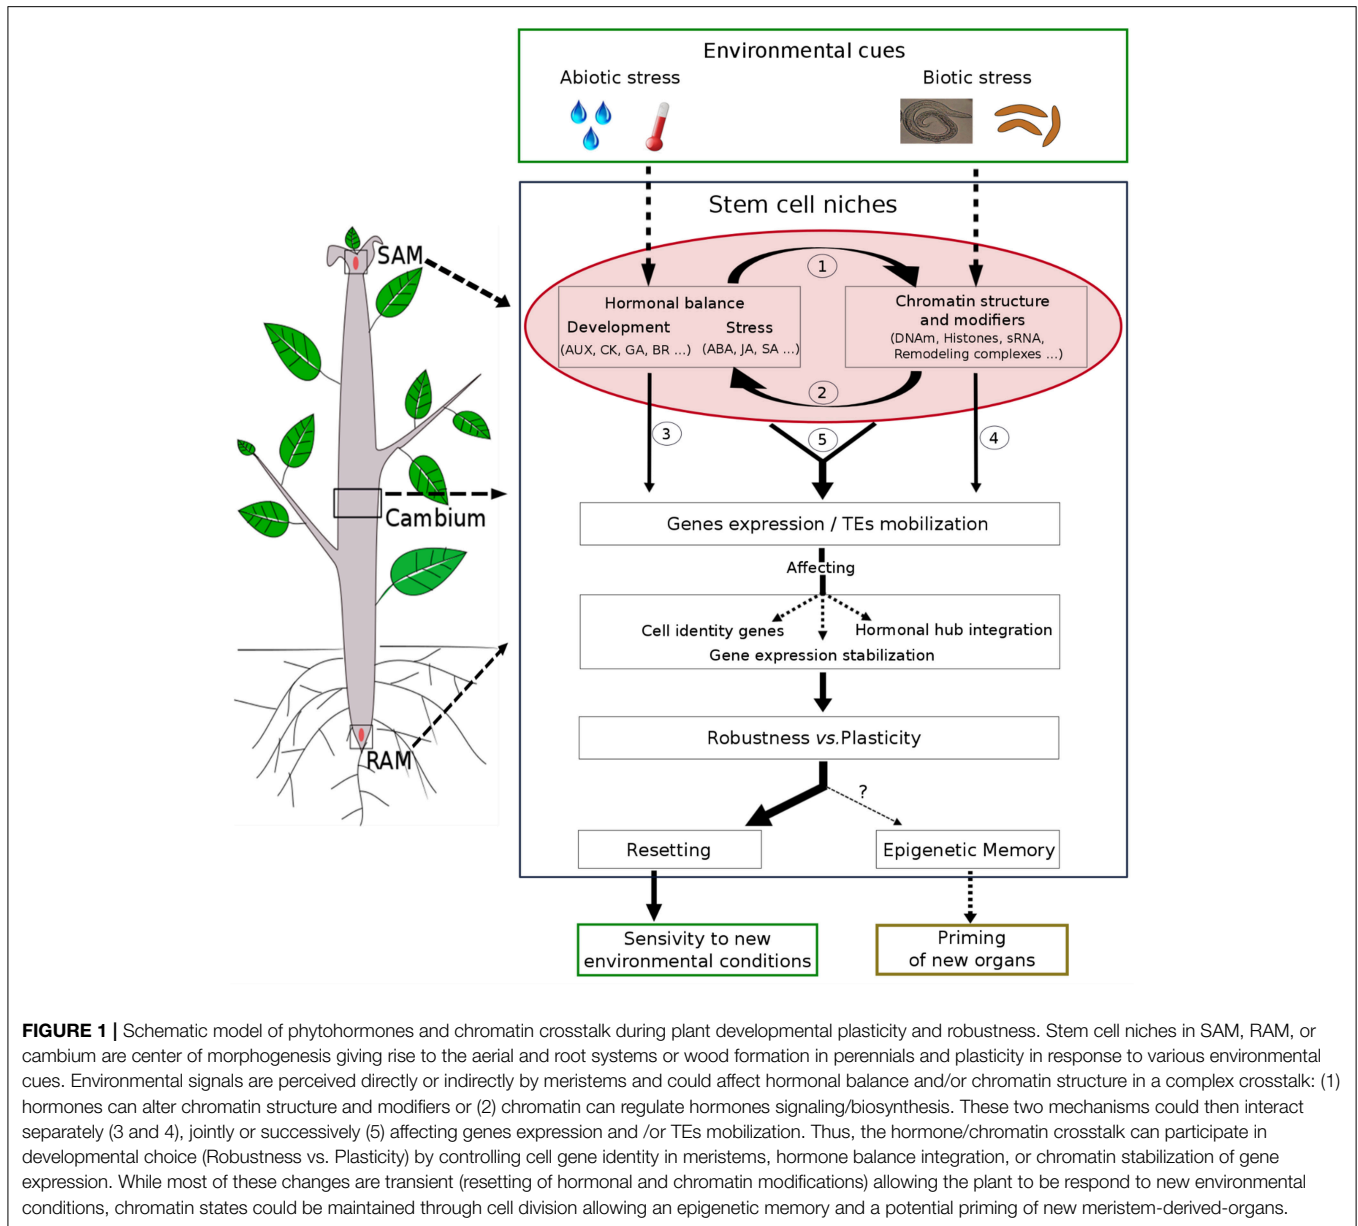 Environmental cues
Abiotic stress
Biotic stress
Stem cell niches
SAM
1
Hormonal balance
Development
Stress
(AUX, CK, GA, BR ...)
(ABA, JA, SA ...)
Chromatin structure
and modifiers
(DNAm, Histones, sRNA,
Remodeling complexes ...)
2
3
5
4
Cambium
Genes expression / TEs mobilization
Affecting
Cell identity genes
Hormonal hub integration
Gene expression stabilization
RAM
Robustness vs.Plasticity
?
Resetting
Epigenetic Memory
Sensivity to new
environmental conditions
Priming
of new organs
FIGURE 1 | Schematic model of phytohormones and chromatin crosstalk during plant developmental plasticity and robustness. Stem cell niches in SAM, RAM, or
cambium are center of morphogenesis giving rise to the aerial and root systems or wood formation in perennials and plasticity in response to various environmental
cues. Environmental signals are perceived directly or indirectly by meristems and could affect hormonal balance and/or chromatin structure in a complex crosstalk: (1)
hormones can alter chromatin structure and modifiers or (2) chromatin can regulate hormones signaling/biosynthesis. These two mechanisms could then interact
separately (3 and 4), jointly or successively (5) affecting genes expression and /or TEs mobilization. Thus, the hormone/chromatin crosstalk can participate in
developmental choice (Robustness vs. Plasticity) by controlling cell gene identity in meristems, hormone balance integration, or chromatin stabilization of gene
expression. While most of these changes are transient (resetting of hormonal and chromatin modifications) allowing the plant to be respond to new environmental
conditions, chromatin states could be maintained through cell division allowing an epigenetic memory and a potential priming of new meristem-derived-organs.